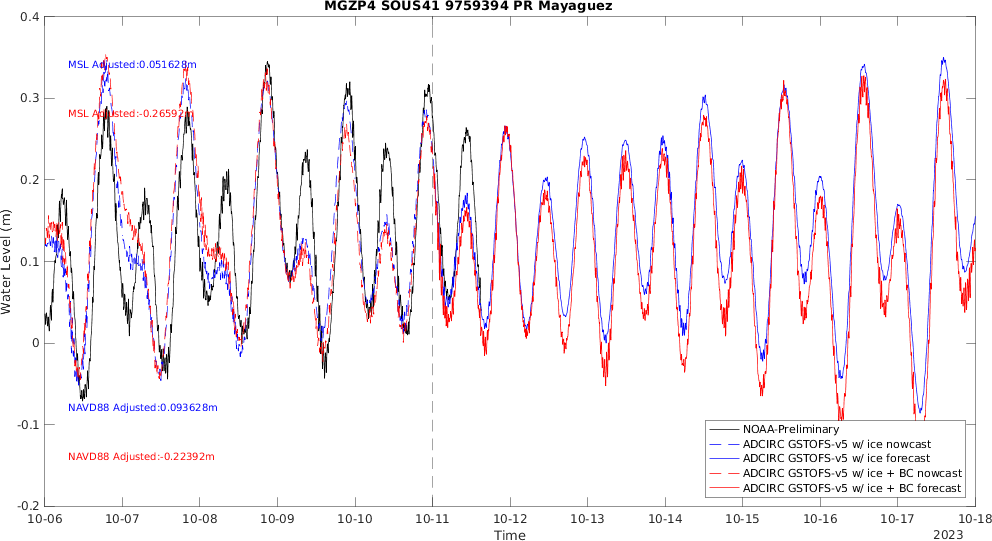 MGZP4 SOUS41 9759394 PR Mayaguez
0.4
0.3
0.2
0.1
0
-0.1
-0.2
Water Level (m)
MSL Adjusted:0.051628m
MSL Adjusted:-0.26592m
NAVD88 Adjusted:0.093628m
NAVD88 Adjusted:-0.22392m
NOAA-Preliminary
ADCIRC GSTOFS-v5 w/ ice nowcast
ADCIRC GSTOFS-v5 w/ ice forecast
ADCIRC GSTOFS-v5 w/ ice + BC nowcast
ADCIRC GSTOFS-v5 w/ ice + BC forecast
10-06 10-07 10-08 10-09 10-10 10-11 10-12 10-13 10-14 10-15 10-16 10-17 10-18
Time
2023